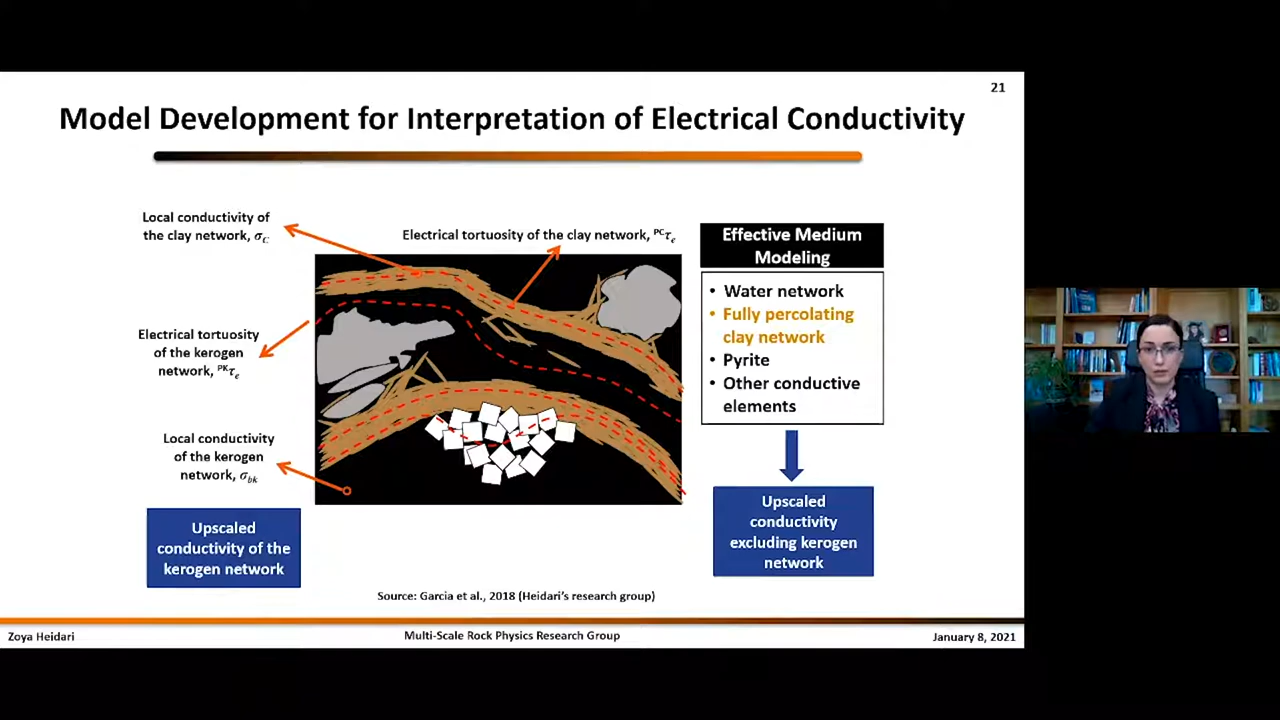 21
Model Development for Interpretation of Electrical Conductivity
Local conductivity of
the clay network, σC
Electrical tortuosity of the clay network, PCτe
Electrical tortuosity
of the kerogen
network, PKτe
Local conductivity
of the kerogen
network, σbk
Upscaled
conductivity of the
kerogen network
Effective Medium
Modeling
• Water network
• Fully percolating
clay network
• Pyrite
• Other conductive
elements
Upscaled
conductivity
excluding kerogen
network
Source: Garcia et al., 2018 (Heidari's research group)
Zoya Heidari
Multi-Scale Rock Physics Research Group
January 8, 2021